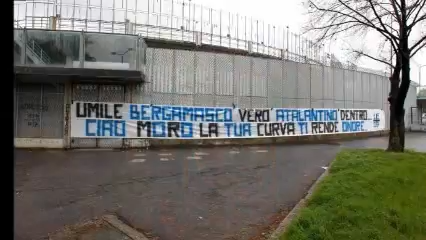 "UMILE BERGAMASCO" VERO "ATALANTINO" DENTRO...
CIAO MORO LA TUA CURVA TI RENDE ONORE...